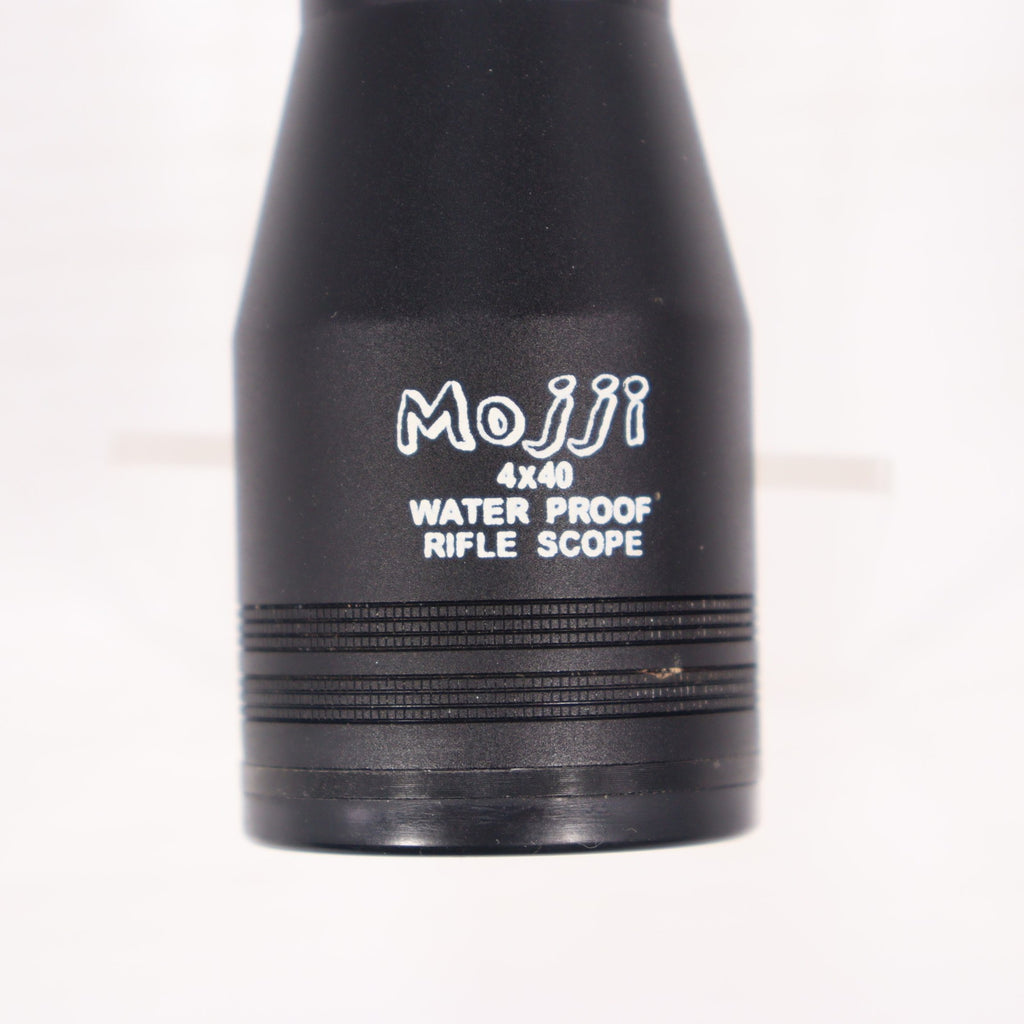 Mojji
4x40
WATER PROOF
RIFLE SCOPE